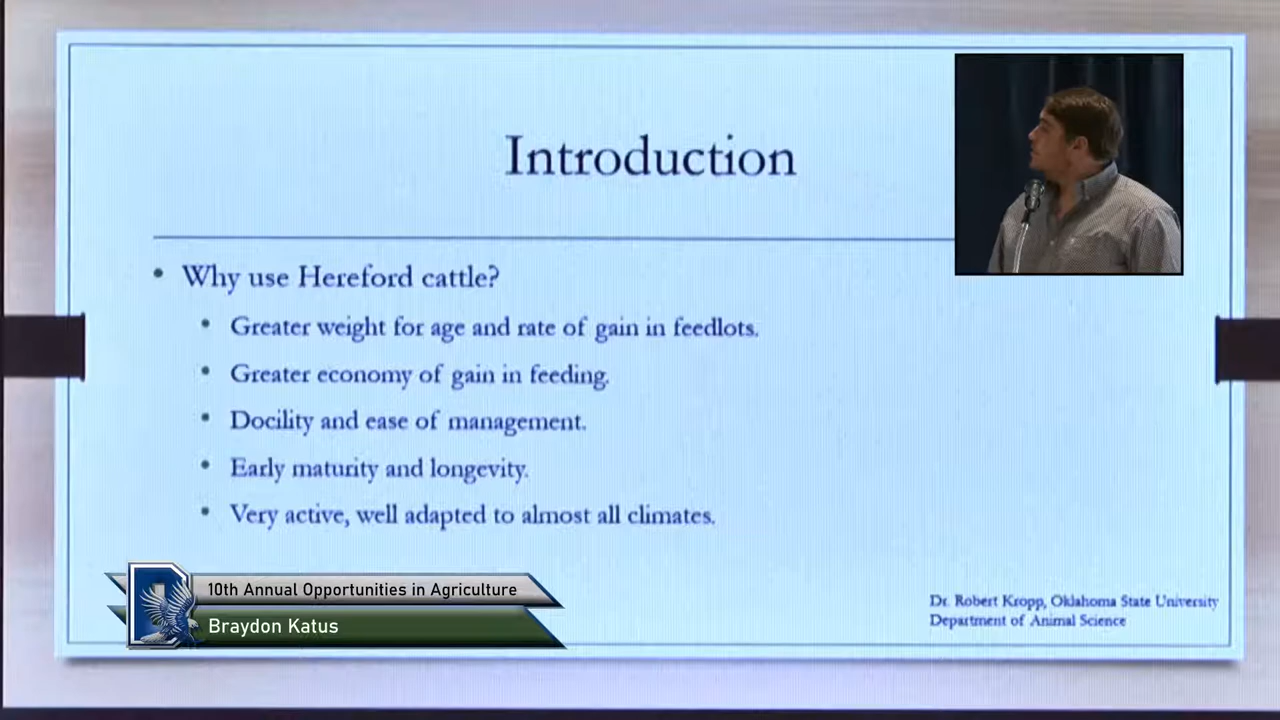 Introduction
• Why use Hereford cattle?
• Greater weight for age and rate of gain in feedlots.
• Greater economy of gain in feeding.
• Docility and ease of management.
• Early maturity and longevity.
• Very active, well adapted to almost all climates.
10th Annual Opportunities in Agriculture
Braydon Katus
Dr. Robert Kropp, Oklahoma State University
Department of Animal Science